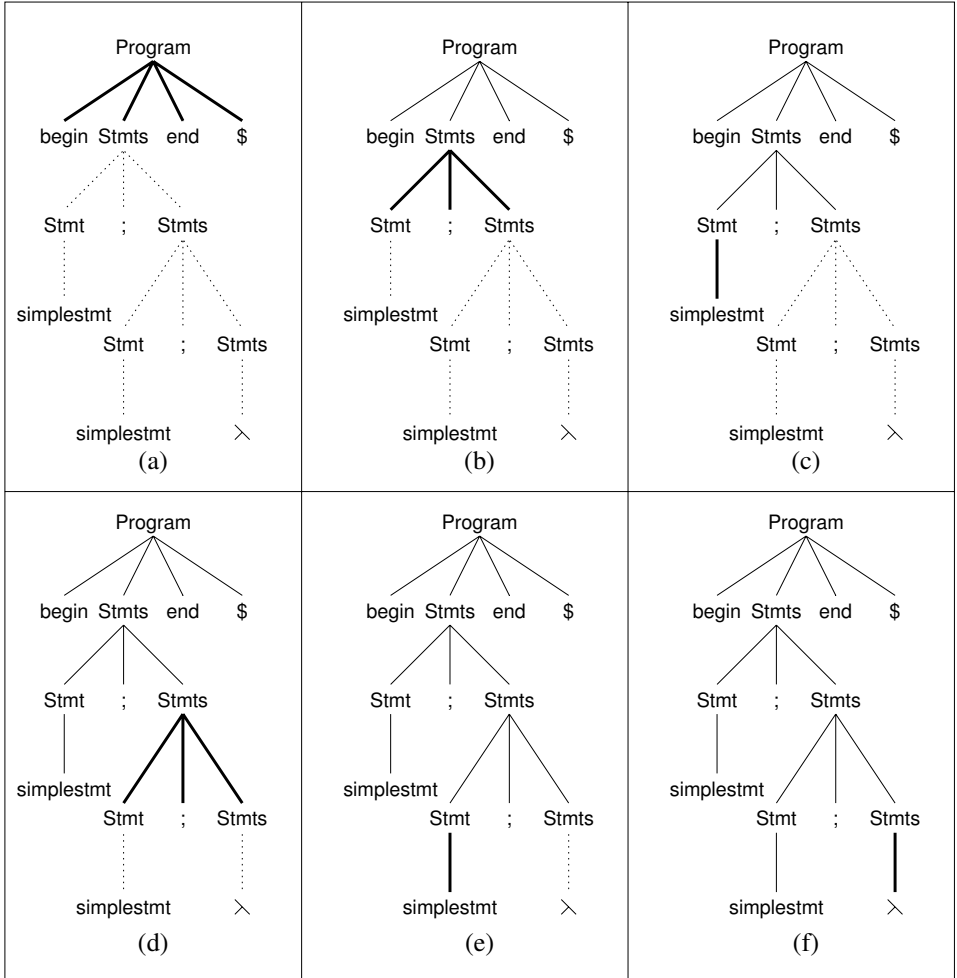 Program
begin Stmts end $
Stmt ; Stmts
simplestmt
Stmt ; Stmts
simplestmt λ
(a)
Program
begin Stmts end $
Stmt ; Stmts
simplestmt
Stmt ; Stmts
simplestmt λ
(b)
Program
begin Stmts end $
Stmt ; Stmts
simplestmt
Stmt ; Stmts
simplestmt λ
(c)
Program
begin Stmts end $
Stmt ; Stmts
simplestmt
Stmt ; Stmts
simplestmt λ
(d)
Program
begin Stmts end $
Stmt ; Stmts
simplestmt
Stmt ; Stmts
simplestmt λ
(e)
Program
begin Stmts end $
Stmt ; Stmts
simplestmt
Stmt ; Stmts
simplestmt λ
(f)